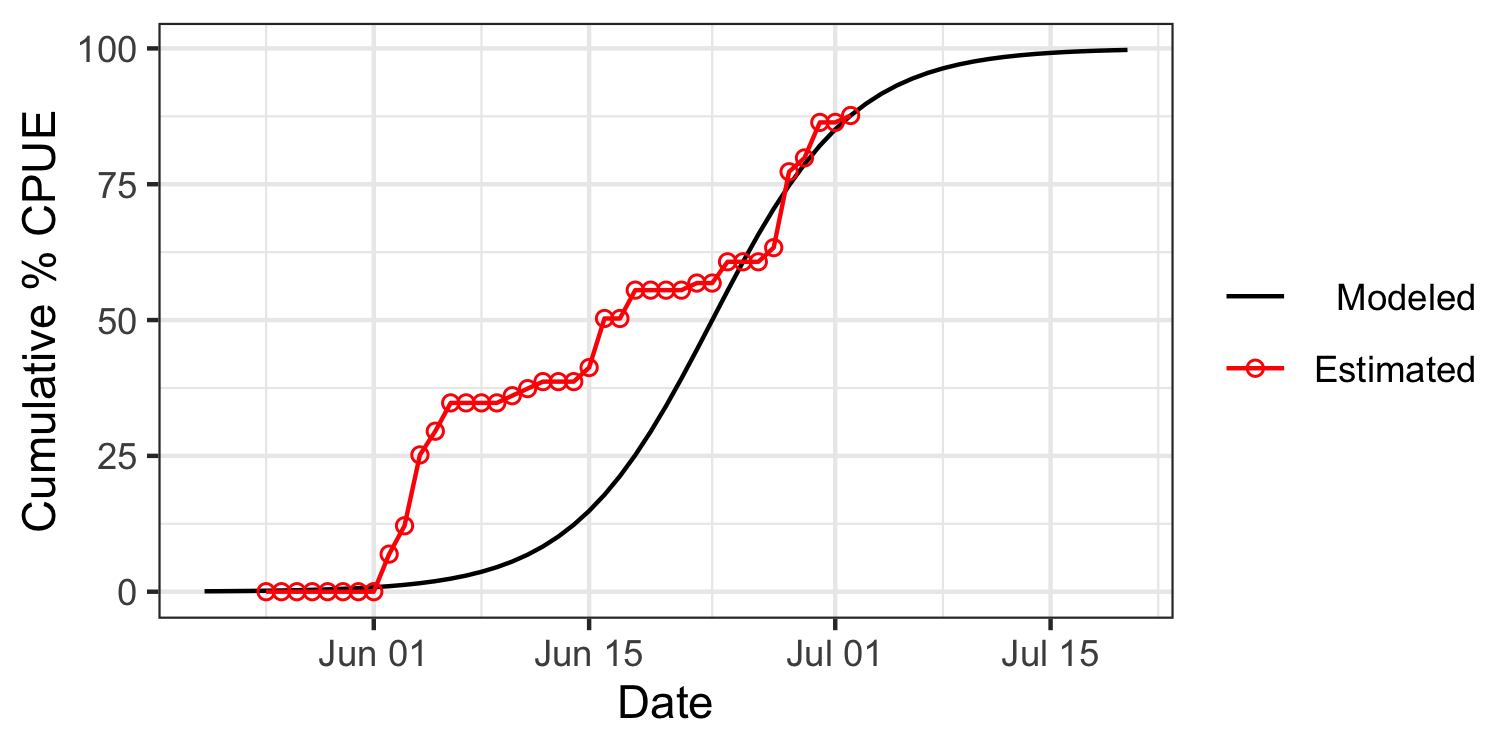 Cumulative % CPUE
100
75
50
25
0
Jun 01
Jun 15
Jul 01
Jul 15
Date
Modeled
Estimated